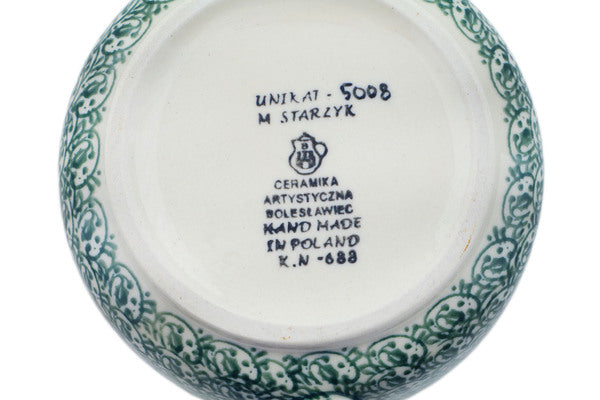 UNIKAT - 5008
M STARZYK
CERAMIKA
ARTYSTYCZNA
BOLESŁAWIEC
HAND MADE
IN POLAND
K.N -688